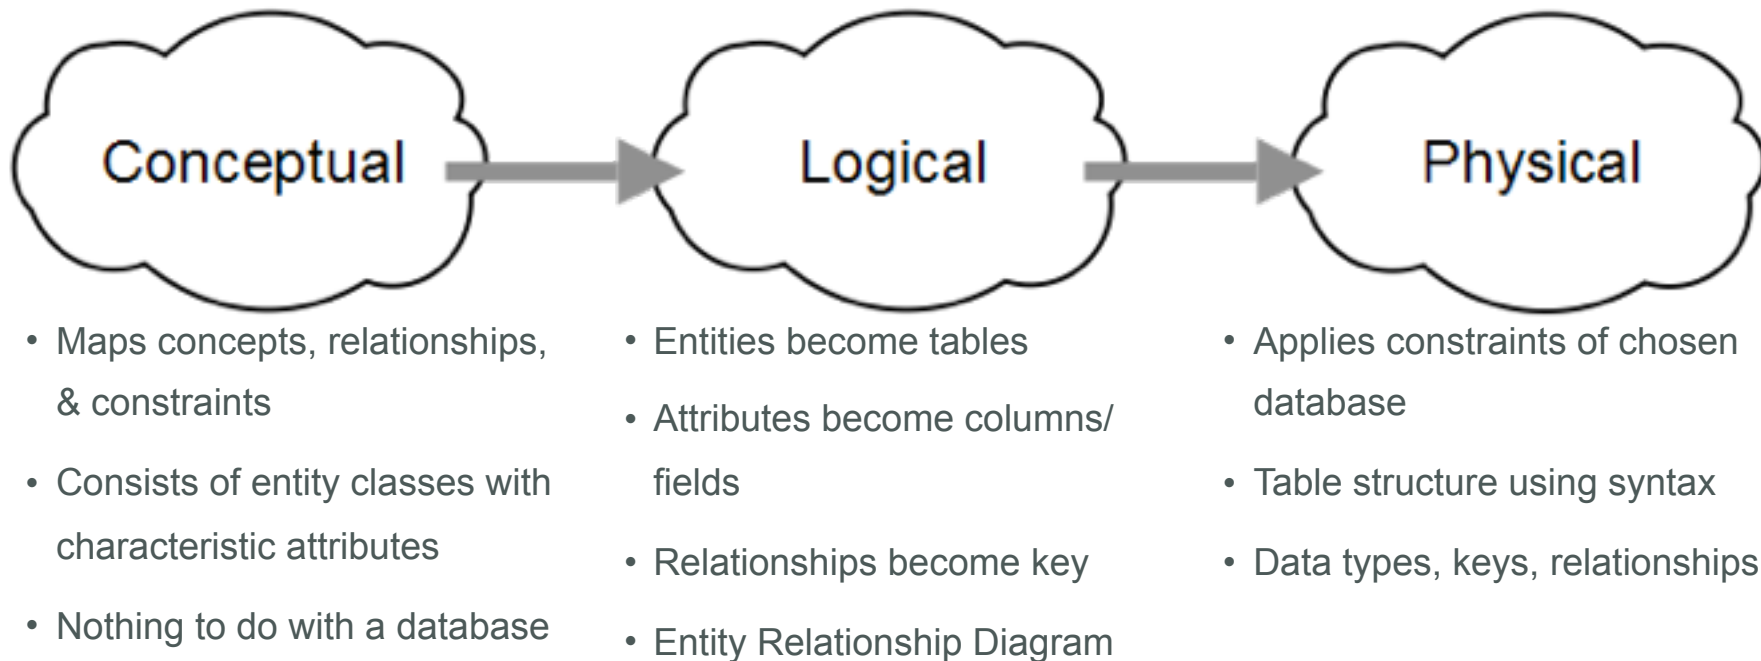 Conceptual
Logical
Physical
• Maps concepts, relationships,
& constraints
• Consists of entity classes with
characteristic attributes
• Nothing to do with a database
• Entities become tables
• Attributes become columns/
fields
• Relationships become key
• Entity Relationship Diagram
• Applies constraints of chosen
database
• Table structure using syntax
• Data types, keys, relationships